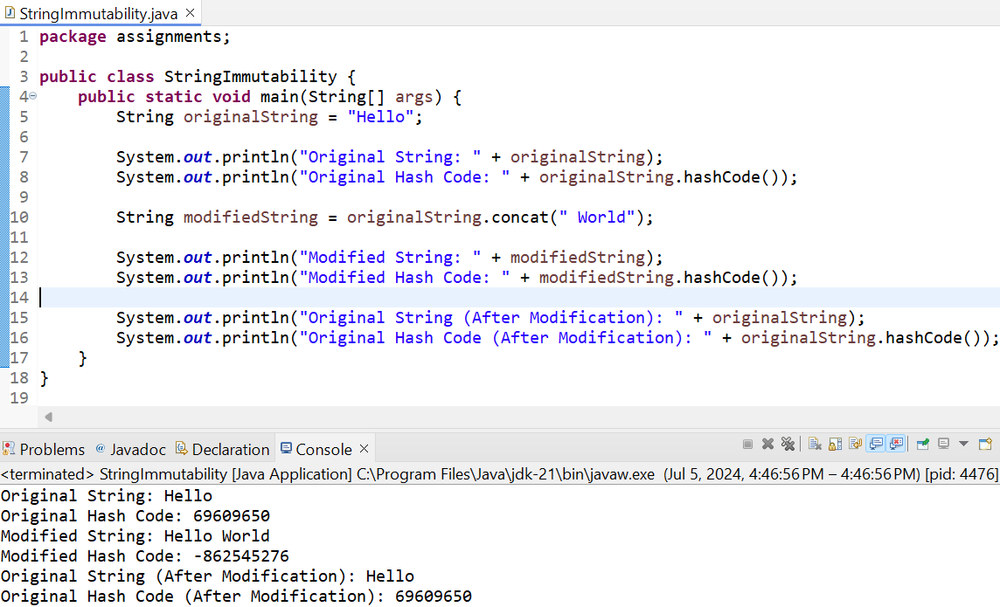 StringImmutability.java
1 package assignments;
2
3 public class StringImmutability {
4     public static void main(String[] args) {
5         String originalString = "Hello";
6
7         System.out.println("Original String: " + originalString);
8         System.out.println("Original Hash Code: " + originalString.hashCode());
9
10         String modifiedString = originalString.concat(" World");
11
12         System.out.println("Modified String: " + modifiedString);
13         System.out.println("Modified Hash Code: " + modifiedString.hashCode());
14
15         System.out.println("Original String (After Modification): " + originalString);
16         System.out.println("Original Hash Code (After Modification): " + originalString.hashCode());
17     }
18 }
19
Problems @ Javadoc Declaration Console
<terminated> StringImmutability [Java Application] C:\Program Files\Java\jdk-21\bin\javaw.exe (Jul 5, 2024, 4:46:56 PM – 4:46:56 PM) [pid: 4476]
Original String: Hello
Original Hash Code: 69609650
Modified String: Hello World
Modified Hash Code: -862545276
Original String (After Modification): Hello
Original Hash Code (After Modification): 69609650